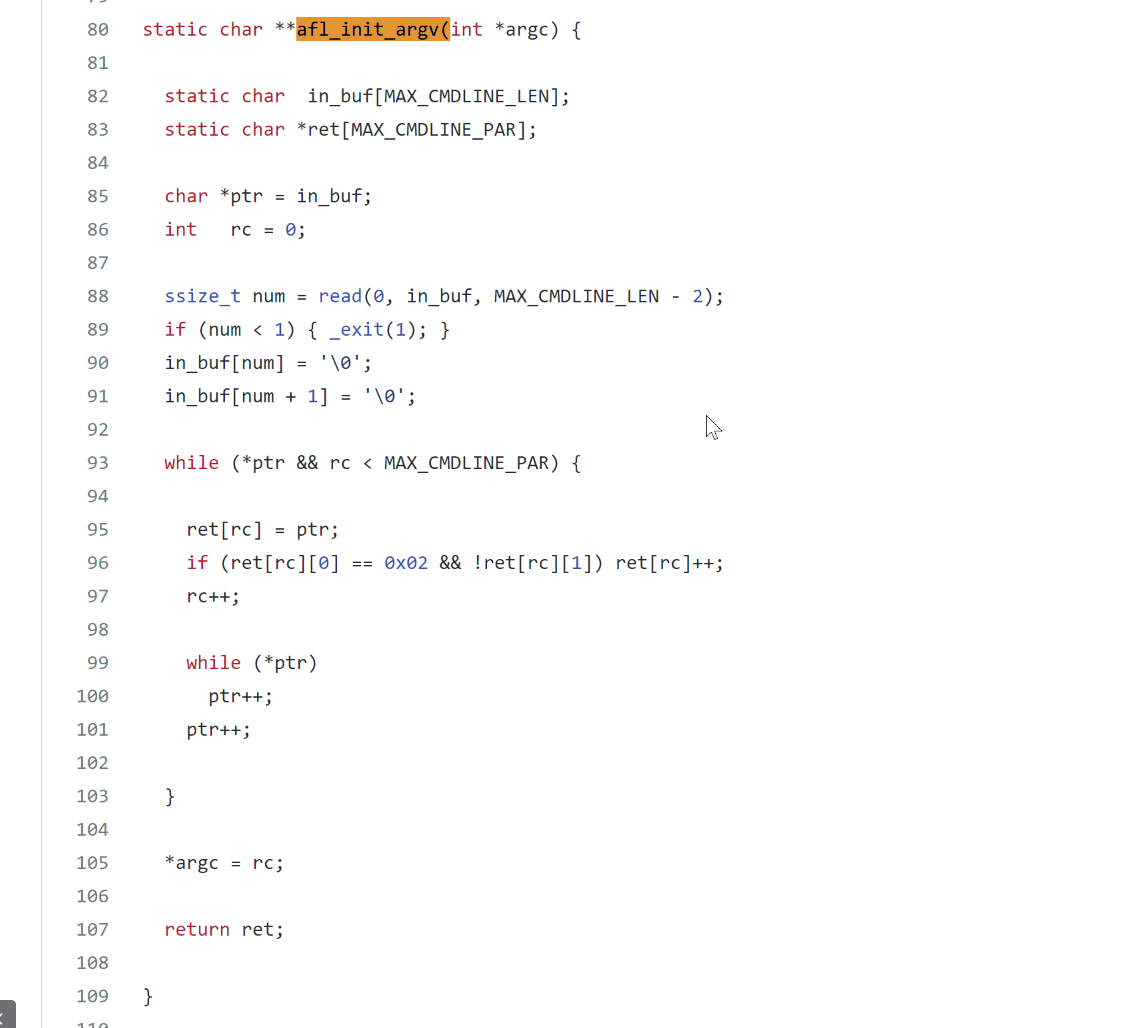 80 static char **afl_init_argv(int *argc) {
81
82 static char  in_buf[MAX_CMDLINE_LEN];
83 static char *ret[MAX_CMDLINE_PAR];
84
85 char *ptr = in_buf;
86 int   rc = 0;
87
88 ssize_t num = read(0, in_buf, MAX_CMDLINE_LEN - 2);
89 if (num < 1) { _exit(1); }
90 in_buf[num] = '\0';
91 in_buf[num + 1] = '\0';
92
93 while (*ptr && rc < MAX_CMDLINE_PAR) {
94
95 ret[rc] = ptr;
96 if (ret[rc][0] == 0x02 && !ret[rc][1]) ret[rc]++;
97 rc++;
98
99 while (*ptr)
100 ptr++;
101 ptr++;
102
103 }
104
105 *argc = rc;
106
107 return ret;
108
109 }